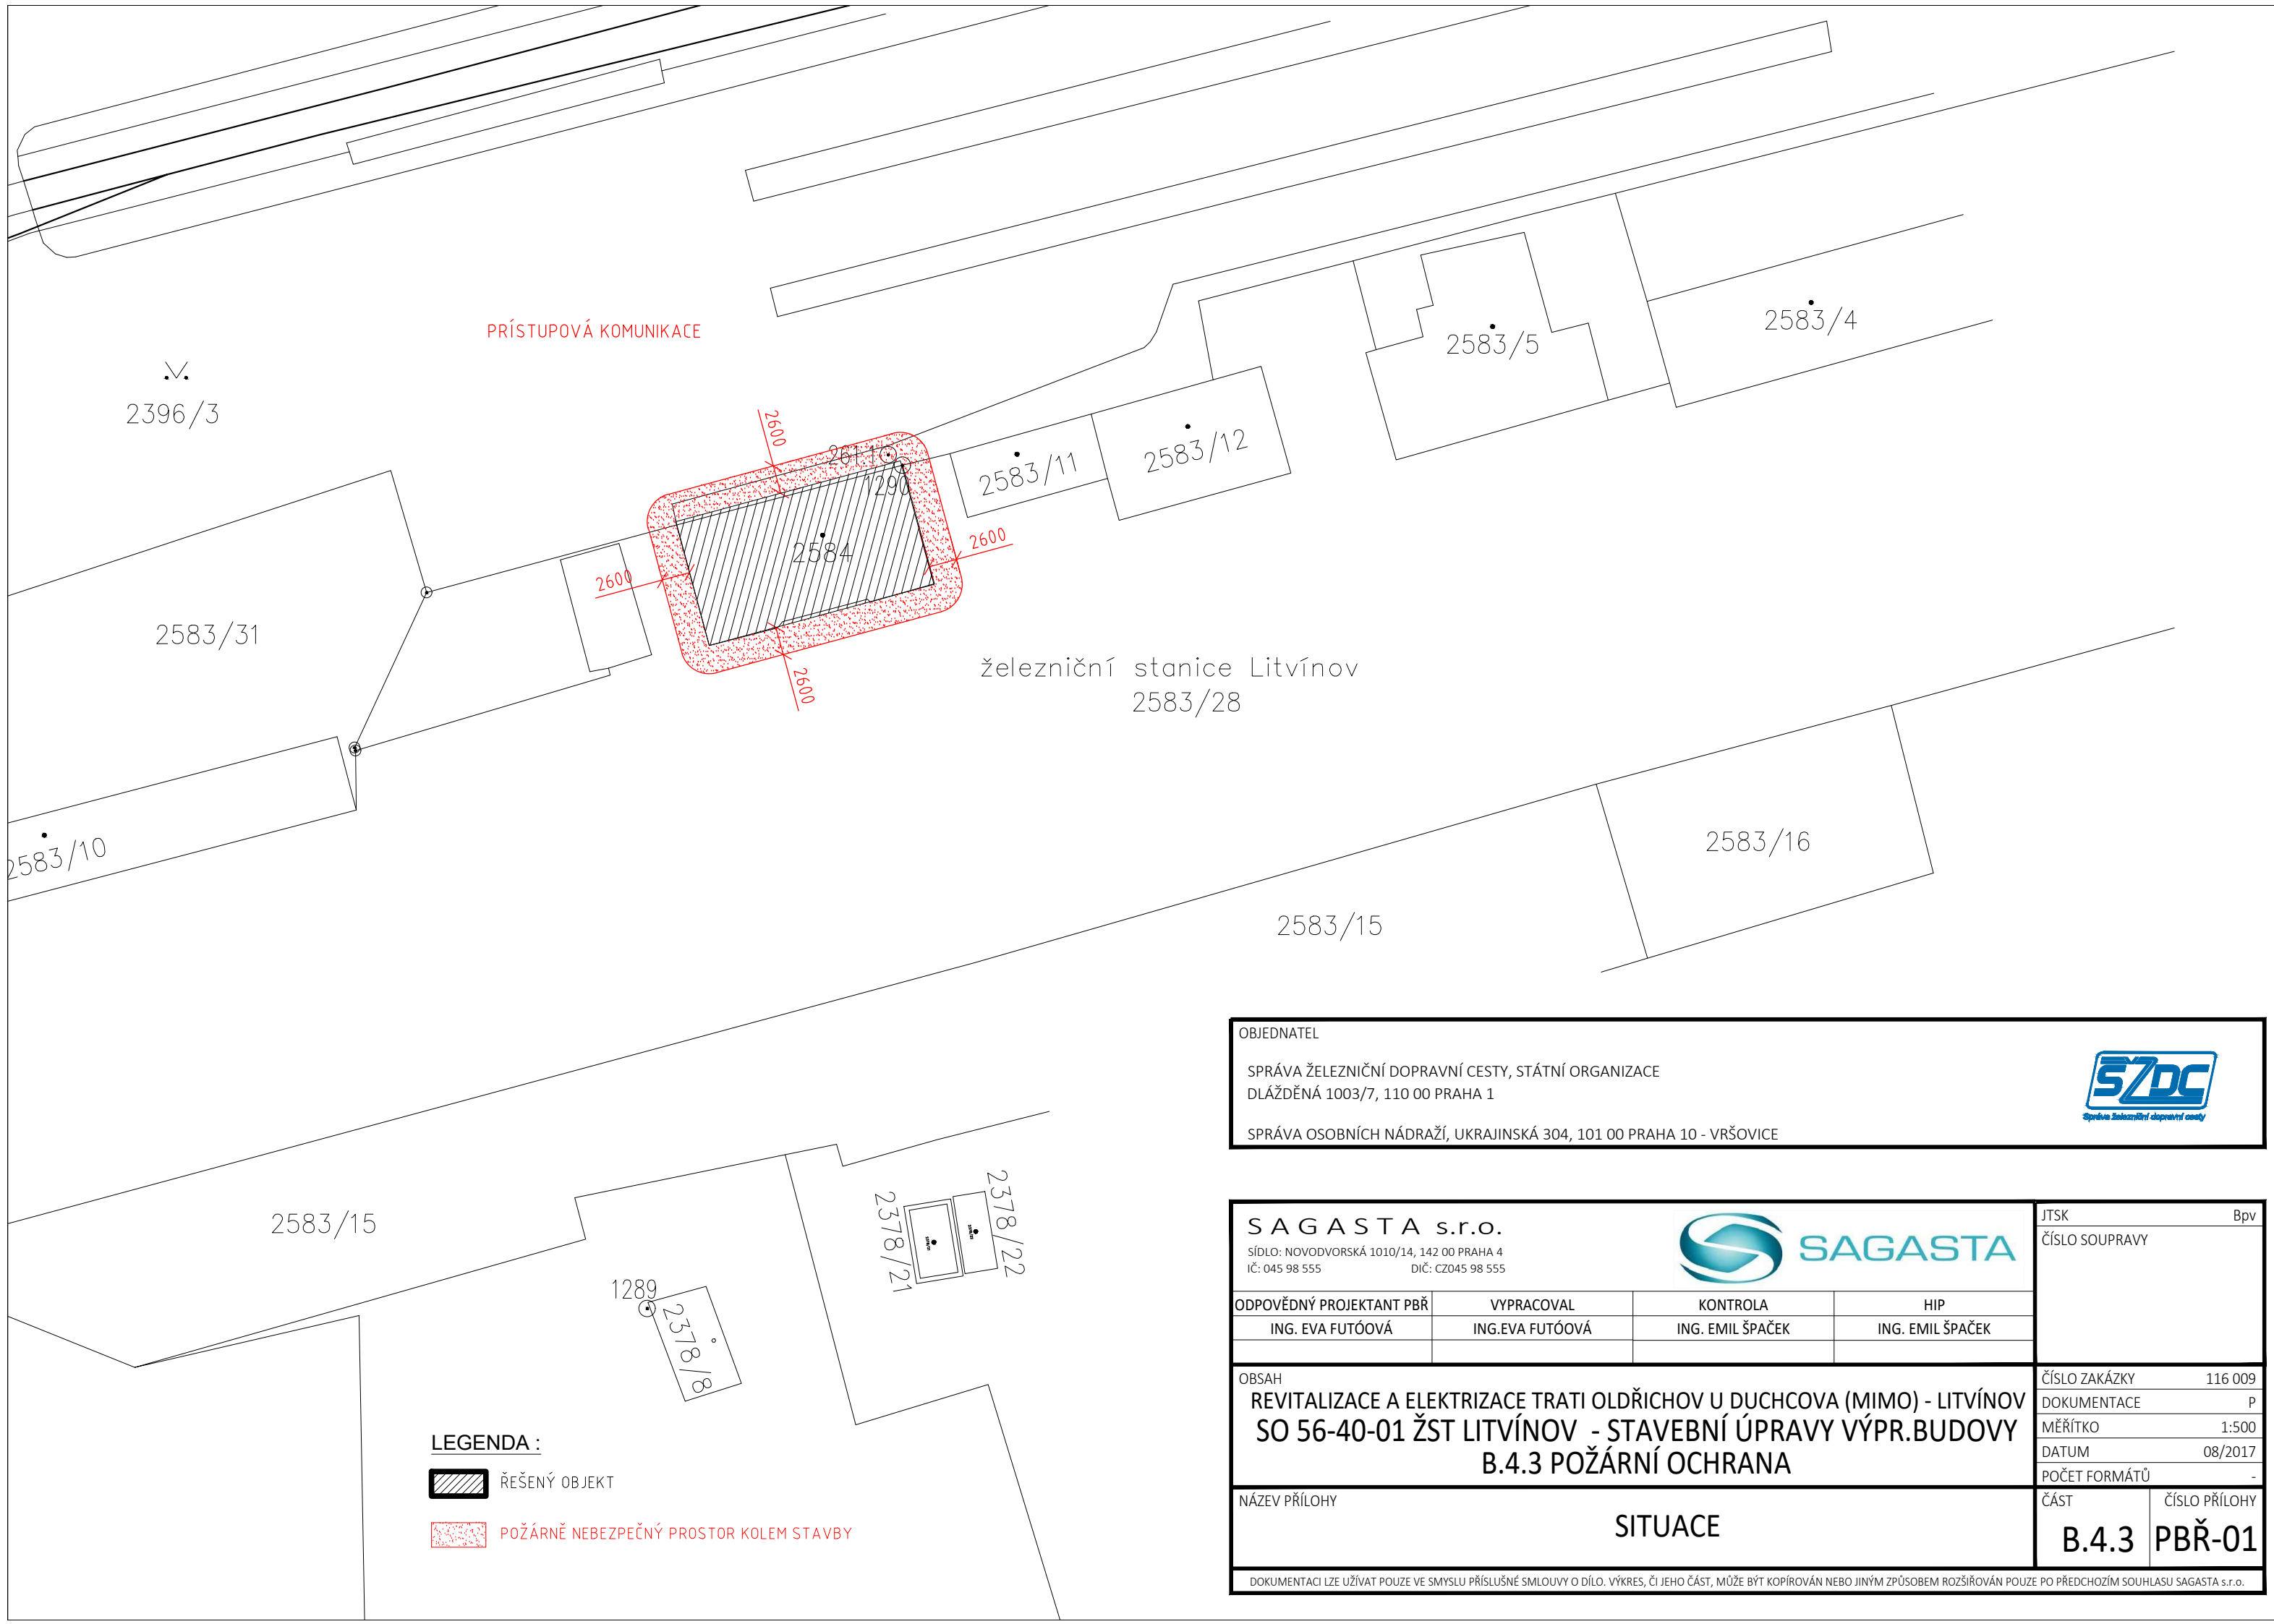 PRÍSTUPOVÁ KOMUNIKACE
2396/3
2583/5
2583/4
2600
2611
1290
2583/11
2583/12
2584
2600
2600
2600
2583/31
železniční stanice Litvínov
2583/28
2583/10
2583/16
2583/15
2583/15
1289
2378/8
2378/21
2378/22
LEGENDA :
ŘEŠENÝ OBJEKT
POŽÁRNĚ NEBEZPEČNÝ PROSTOR KOLEM STAVBY
OBJEDNATEL
SPRÁVA ŽELEZNIČNÍ DOPRAVNÍ CESTY, STÁTNÍ ORGANIZACE
DLÁŽDĚNÁ 1003/7, 110 00 PRAHA 1
SPRÁVA OSOBNÍCH NÁDRAŽÍ, UKRAJINSKÁ 304, 101 00 PRAHA 10 - VRŠOVICE
SŽDC
Správa železniční dopravní cesty
SAGASTA s.r.o.
SÍDLO: NOVODVORSKÁ 1010/14, 142 00 PRAHA 4
IČ: 045 98 555 DIČ: CZ045 98 555
SAGASTA
JTSK Bpv
ČÍSLO SOUPRAVY
ODPOVĚDNÝ PROJEKTANT PBŘ VYPRACOVAL KONTROLA HIP
ING. EVA FUTÓOVÁ ING.EVA FUTÓOVÁ ING. EMIL ŠPAČEK ING. EMIL ŠPAČEK
OBSAH
REVITALIZACE A ELEKTRIZACE TRATI OLDŘICHOV U DUCHCOVA (MIMO) - LITVÍNOV
SO 56-40-01 ŽST LITVÍNOV - STAVEBNÍ ÚPRAVY VÝPR.BUDOVY
B.4.3 POŽÁRNÍ OCHRANA
ČÍSLO ZAKÁZKY 116 009
DOKUMENTACE P
MĚŘÍTKO 1:500
DATUM 08/2017
POČET FORMÁTŮ -
NÁZEV PŘÍLOHY
SITUACE
ČÁST ČÍSLO PŘÍLOHY
B.4.3 PBŘ-01
DOKUMENTACI LZE UŽÍVAT POUZE VE SMYSLU PŘÍSLUŠNÉ SMLOUVY O DÍLO. VÝKRES, ČI JEHO ČÁST, MŮŽE BÝT KOPÍROVÁN NEBO JINÝM ZPŮSOBEM ROZŠIŘOVÁN POUZE PO PŘEDCHOZÍM SOUHLASU SAGASTA s.r.o.